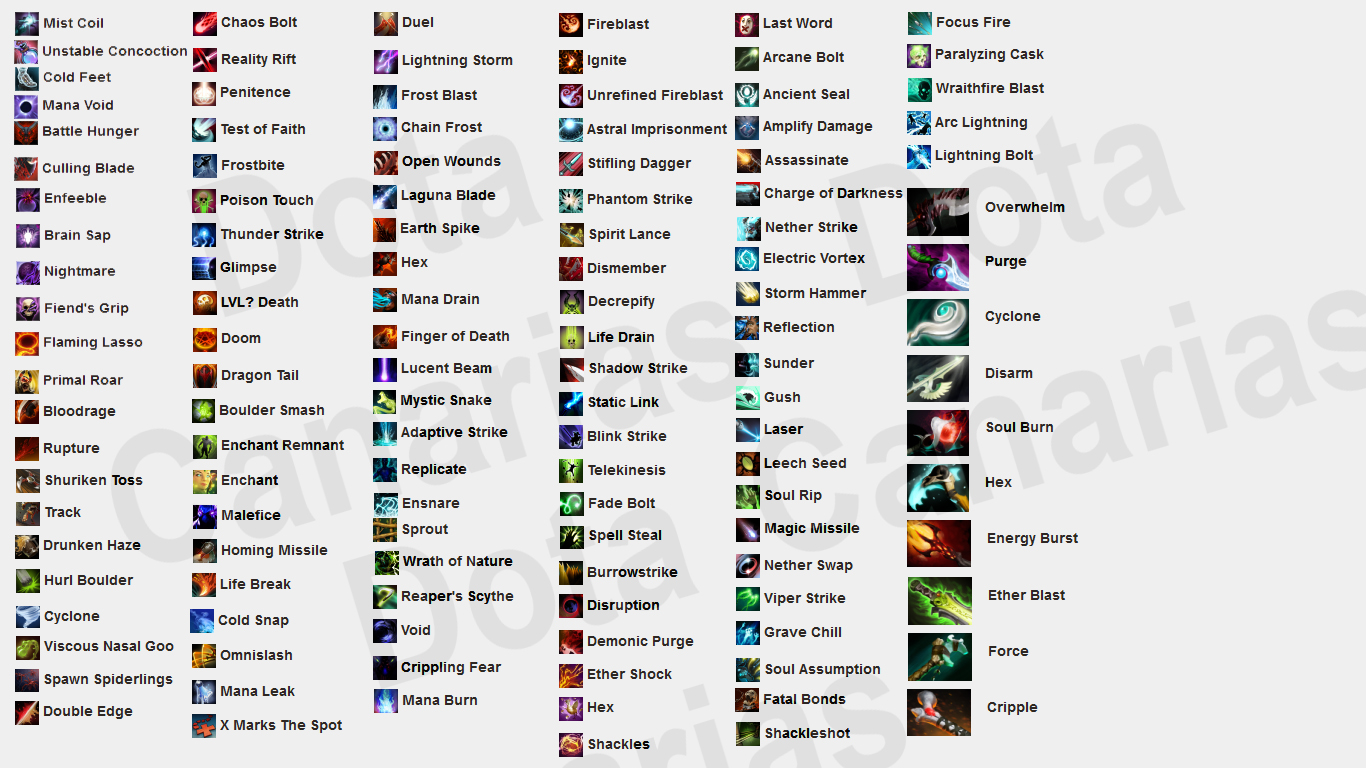 Mist Coil
Unstable Concoction
Cold Feet
Mana Void
Battle Hunger
Culling Blade
Enfeeble
Brain Sap
Nightmare
Fiend's Grip
Flaming Lasso
Primal Roar
Bloodrage
Rupture
Shuriken Toss
Track
Drunken Haze
Hurl Boulder
Cyclone
Viscous Nasal Goo
Spawn Spiderlings
Double Edge
Chaos Bolt
Reality Rift
Penitence
Test of Faith
Frostbite
Poison Touch
Thunder Strike
Glimpse
LVL? Death
Doom
Dragon Tail
Boulder Smash
Enchant Remnant
Enchant
Malefice
Homing Missile
Life Break
Cold Snap
Omnislash
Mana Leak
X Marks The Spot
Duel
Lightning Storm
Frost Blast
Chain Frost
Open Wounds
Laguna Blade
Earth Spike
Hex
Mana Drain
Finger of Death
Lucent Beam
Mystic Snake
Adaptive Strike
Replicate
Ensnare
Sprout
Wrath of Nature
Reaper's Scythe
Void
Crippling Fear
Mana Burn
Fireblast
Ignite
Unrefined Fireblast
Astral Imprisonment
Stifling Dagger
Phantom Strike
Spirit Lance
Dismember
Decrepify
Life Drain
Shadow Strike
Static Link
Blink Strike
Telekinesis
Fade Bolt
Spell Steal
Burrowstrike
Disruption
Demonic Purge
Ether Shock
Hex
Shackles
Last Word
Arcane Bolt
Ancient Seal
Amplify Damage
Assassinate
Charge of Darkness
Nether Strike
Electric Vortex
Storm Hammer
Reflection
Sunder
Gush
Laser
Leech Seed
Soul Rip
Magic Missile
Nether Swap
Viper Strike
Grave Chill
Soul Assumption
Fatal Bonds
Shackleshot
Focus Fire
Paralyzing Cask
Wraithfire Blast
Arc Lightning
Lightning Bolt
Overwhelm
Purge
Cyclone
Disarm
Soul Burn
Hex
Energy Burst
Ether Blast
Force
Cripple
Dota
Canarias
Dota
Canarias
Dota
Canarias